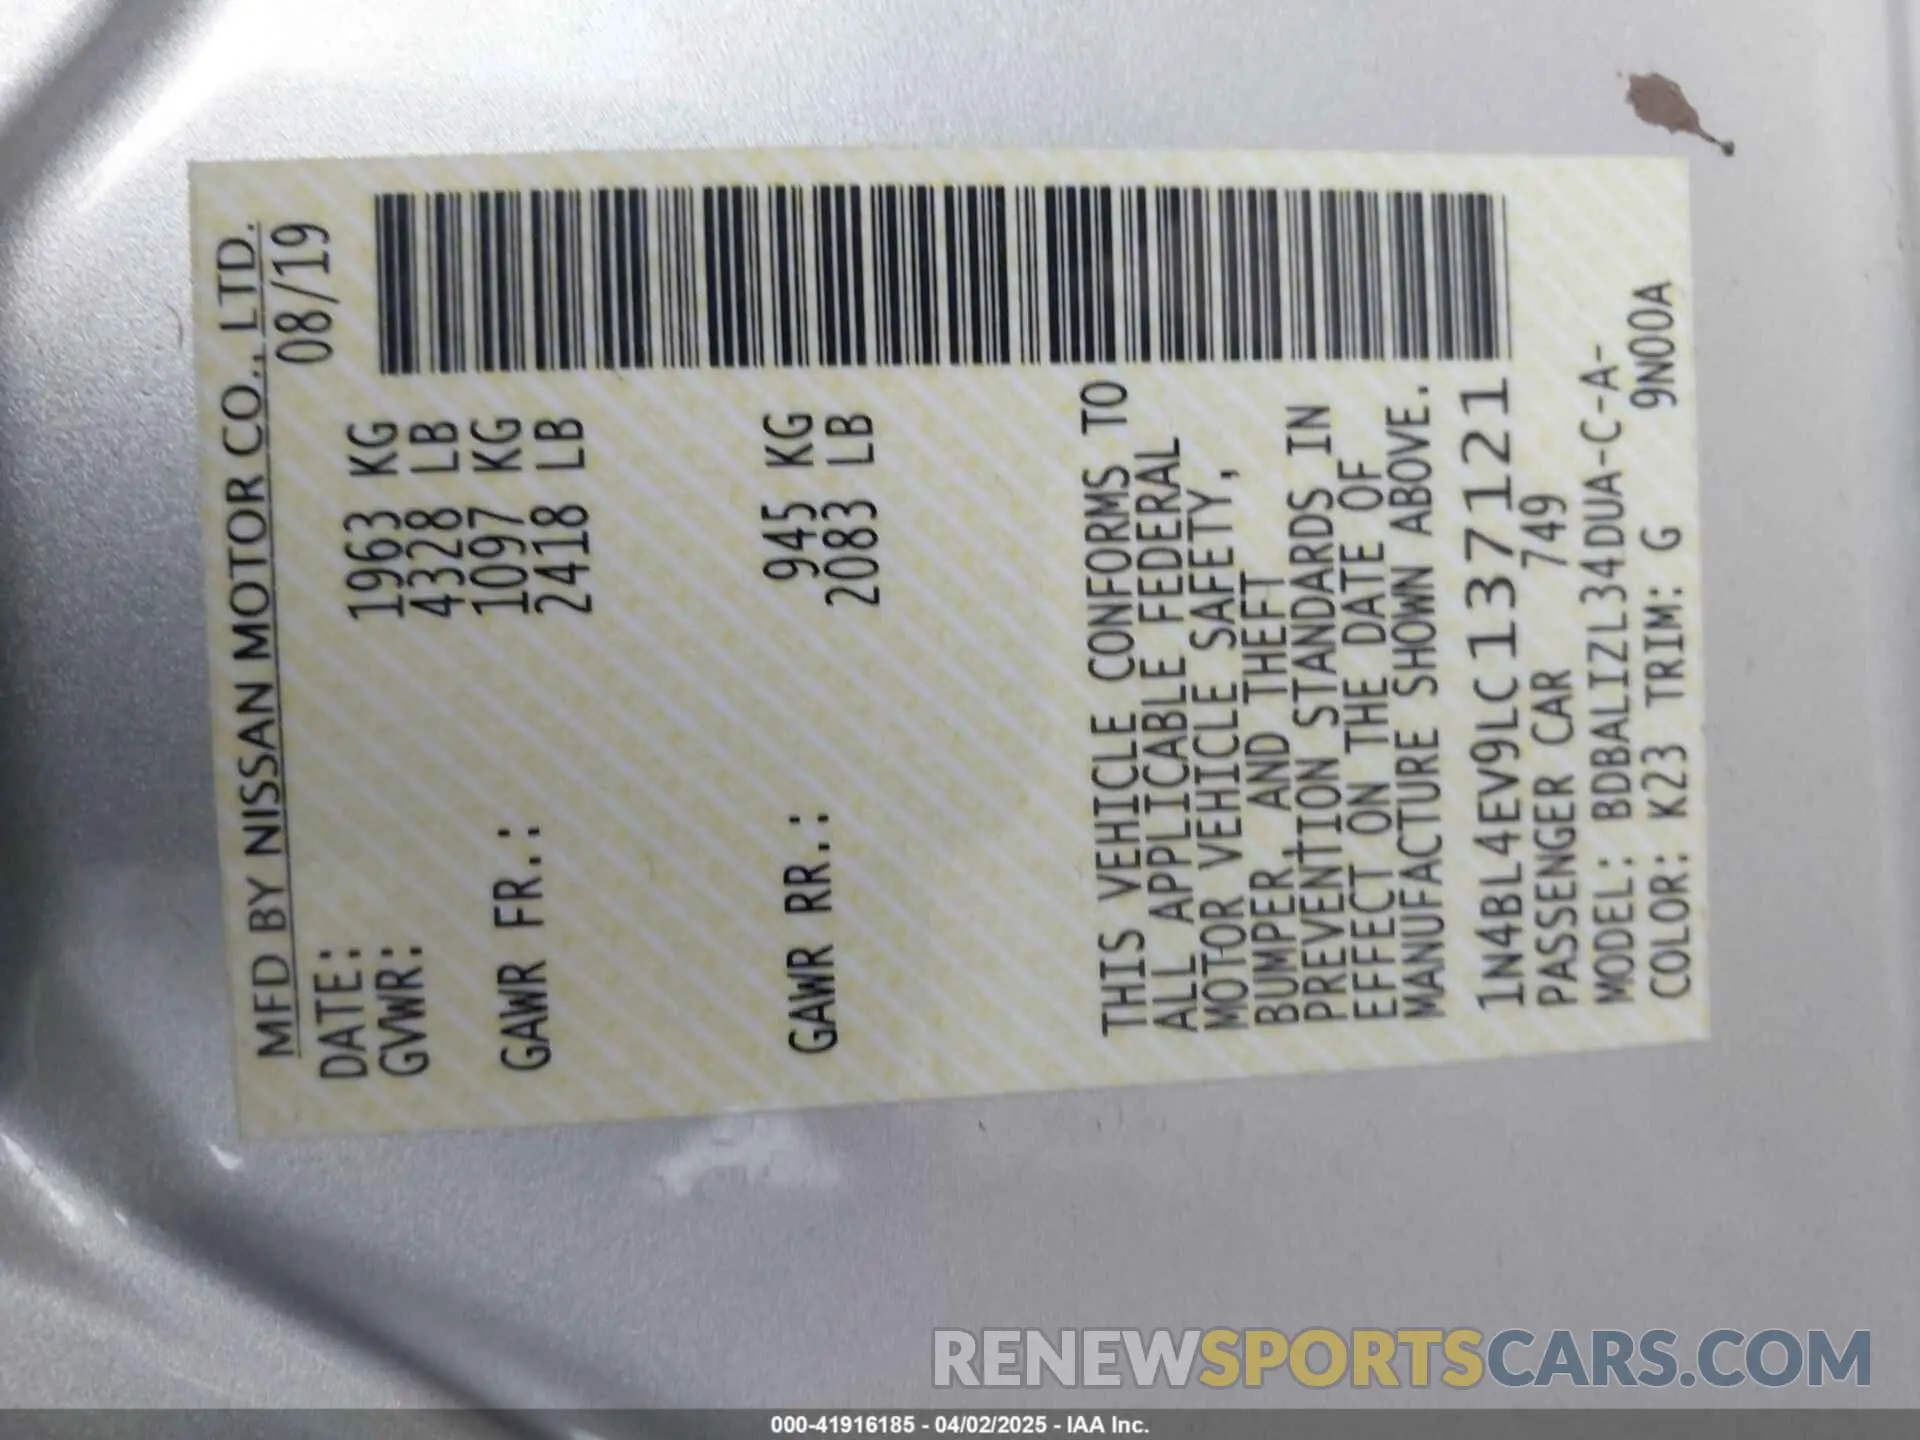 MFD BY NISSAN MOTOR CO., LTD.
DATE: 08/19
GVWR: 1963 KG
4328 LB
GAWR FR.: 1097 KG
2418 LB
GAWR RR.: 945 KG
2083 LB
THIS VEHICLE CONFORMS TO
ALL APPLICABLE FEDERAL
MOTOR VEHICLE SAFETY,
BUMPER, AND THEFT
PREVENTION STANDARDS IN
EFFECT ON THE DATE OF
MANUFACTURE SHOWN ABOVE.
1N4BL4EV9LC137121
PASSENGER CAR 749
MODEL: BDBALIZL34DUA-C-A-
COLOR: K23 TRIM: G 9N00A
RENEWSPORTSCARS.COM
000-41916185 - 04/02/2025 - IAA Inc.